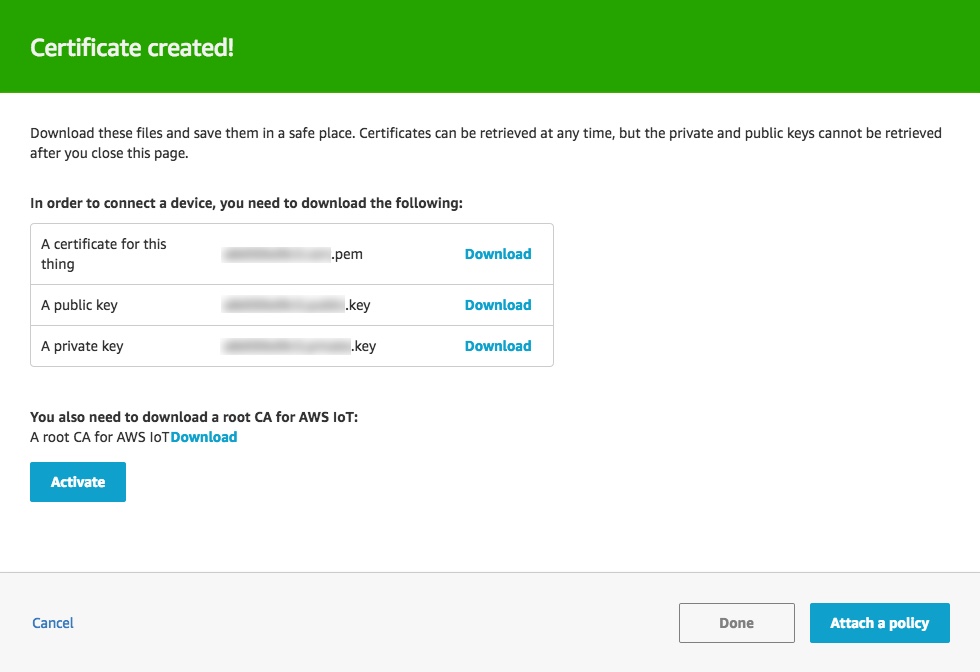 Certificate created!
Download these files and save them in a safe place. Certificates can be retrieved at any time, but the private and public keys cannot be retrieved
after you close this page.
In order to connect a device, you need to download the following:
A certificate for this
thing
.pem
Download
A public key
.key
Download
A private key
.key
Download
You also need to download a root CA for AWS IoT:
A root CA for AWS IoTDownload
Activate
Cancel
Done
Attach a policy